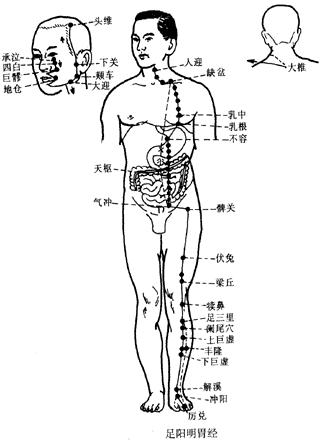 头维
承泣
四白
巨髎
地仓
下关
颊车
大迎
人迎
缺盆
大椎
乳中
乳根
不容
天枢
气冲
髀关
伏兔
梁丘
犊鼻
足三里
阑尾穴
上巨虚
丰隆
下巨虚
解溪
冲阳
厉兑
足阳明胃经